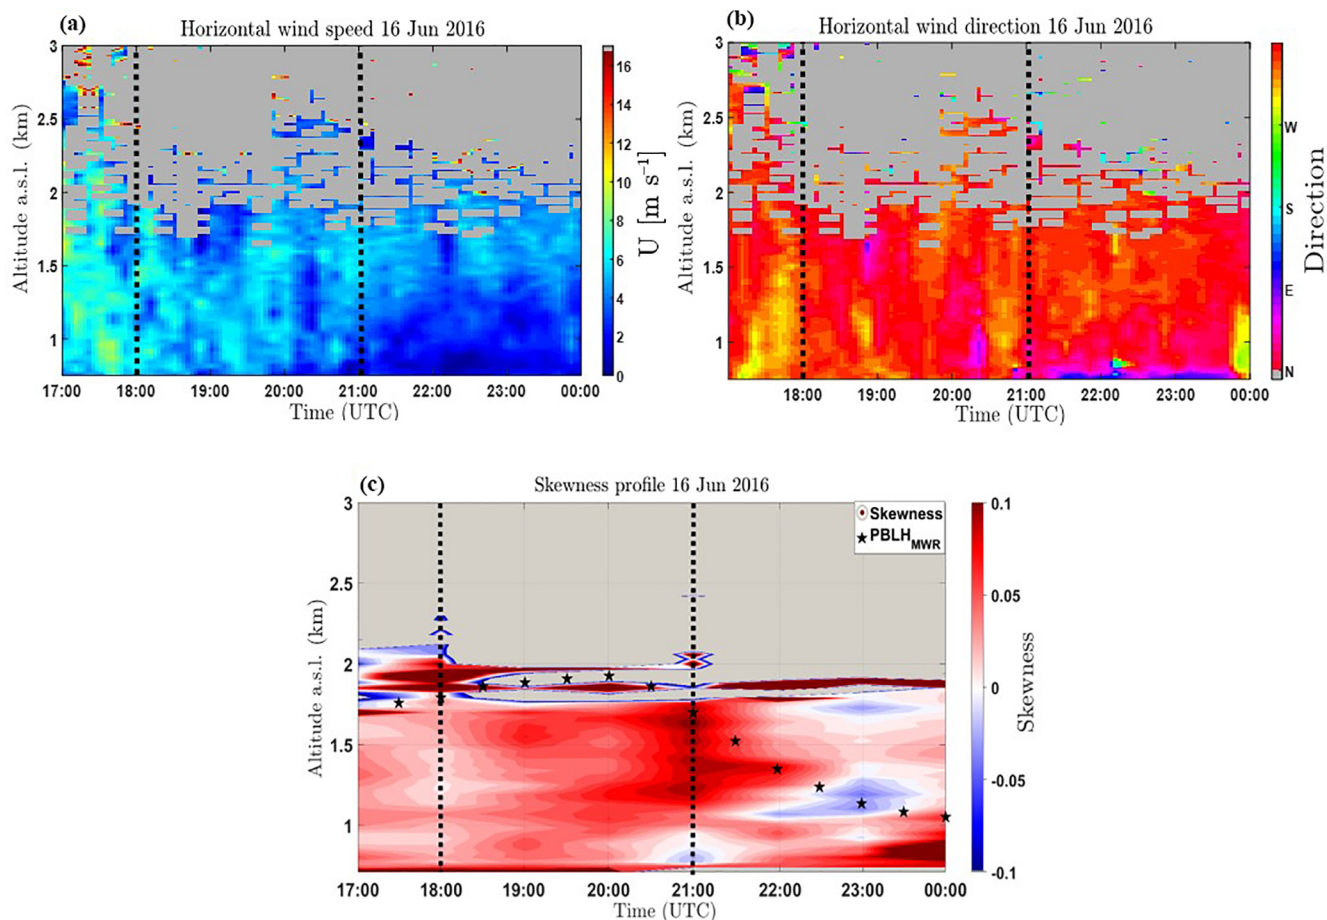 (a)
Horizontal wind speed 16 Jun 2016
3
2.5
2
1.5
1
Altitude a.s.l. (km)
17:00 18:00 19:00 20:00 21:00 22:00 23:00 00:00
Time (UTC)
16
14
12
10
8
6
4
2
0
U [m s⁻¹]
(b)
Horizontal wind direction 16 Jun 2016
3
2.5
2
1.5
1
Altitude a.s.l. (km)
18:00 19:00 20:00 21:00 22:00 23:00 00:00
Time (UTC)
W
S
E
N
Direction
(c)
Skewness profile 16 Jun 2016
Skewness
PBLH_MWR
3
2.5
2
1.5
1
Altitude a.s.l. (km)
17:00 18:00 19:00 20:00 21:00 22:00 23:00 00:00
Time (UTC)
0.1
0.05
0
-0.05
-0.1
Skewness